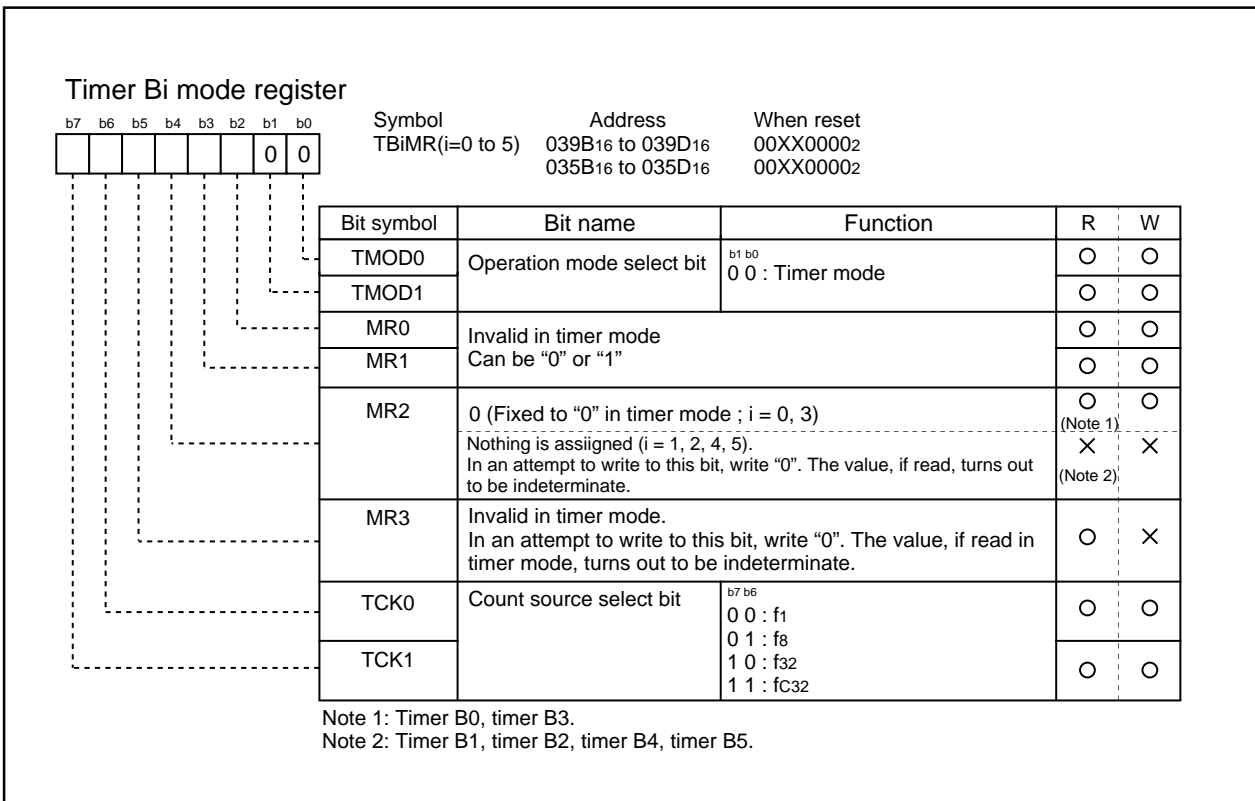 Timer Bi mode register
b7 b6 b5 b4 b3 b2 b1 b0
0 0
Symbol Address When reset
TBiMR(i=0 to 5) 039B16 to 039D16 00XX00002
035B16 to 035D16 00XX00002
Bit symbol Bit name Function R W
TMOD0 Operation mode select bit b1 b0
0 0 : Timer mode
TMOD1
MR0 Invalid in timer mode
MR1 Can be “0” or “1”
MR2 0 (Fixed to “0” in timer mode ; i = 0, 3) (Note 1)
Nothing is assiigned (i = 1, 2, 4, 5).
In an attempt to write to this bit, write “0”. The value, if read, turns out
to be indeterminate. (Note 2)
MR3 Invalid in timer mode.
In an attempt to write to this bit, write “0”. The value, if read in
timer mode, turns out to be indeterminate.
TCK0 Count source select bit b7 b6
0 0 : f1
0 1 : f8
TCK1 1 0 : f32
1 1 : fC32
Note 1: Timer B0, timer B3.
Note 2: Timer B1, timer B2, timer B4, timer B5.